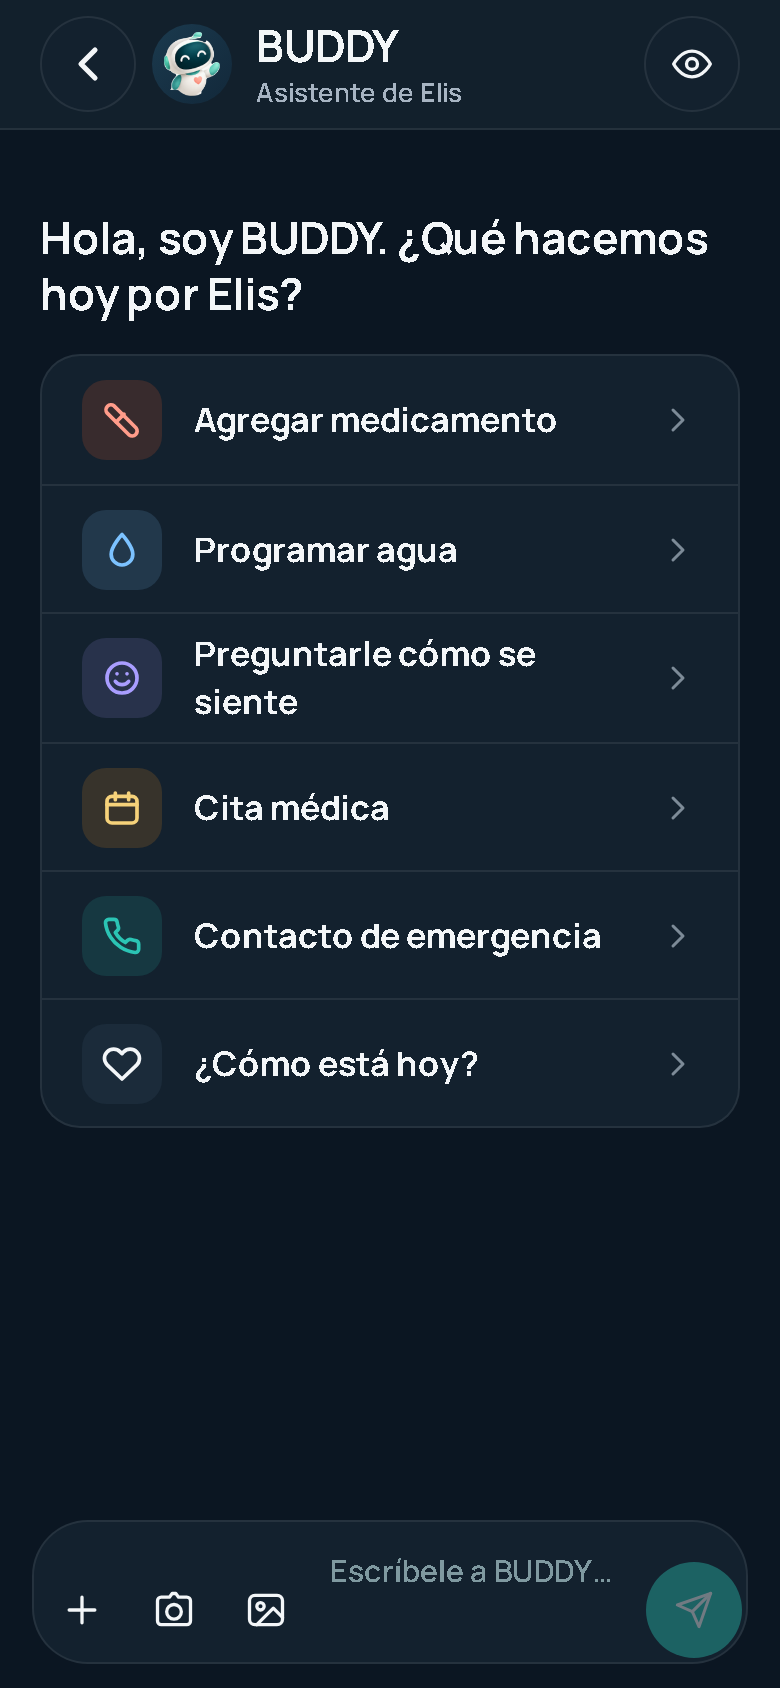 BUDDY
Asistente de Elis
Hola, soy BUDDY. ¿Qué hacemos
hoy por Elis?
Agregar medicamento
Programar agua
Preguntarle cómo se
siente
Cita médica
Contacto de emergencia
¿Cómo está hoy?
Escríbele a BUDDY…